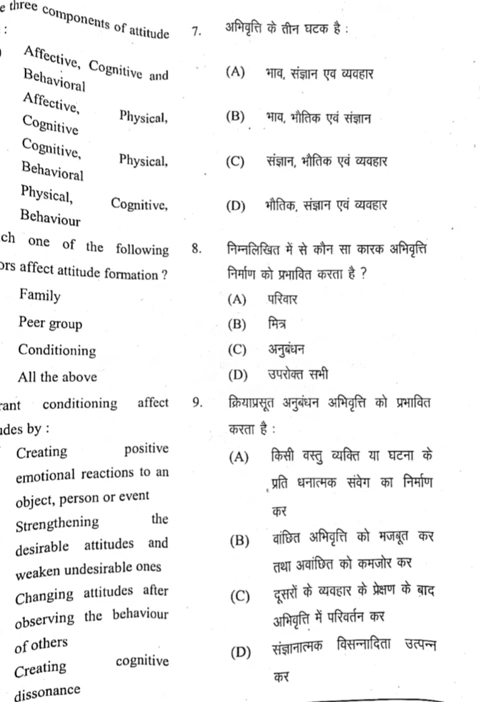 e three components of attitude
:
Affective, Cognitive and
Behavioral
Affective, Physical,
Cognitive
Cognitive, Physical,
Behavioral
Physical, Cognitive,
Behaviour
ch one of the following
ors affect attitude formation ?
Family
Peer group
Conditioning
All the above
rant conditioning affect
udes by :
Creating positive
emotional reactions to an
object, person or event
Strengthening the
desirable attitudes and
weaken undesirable ones
Changing attitudes after
observing the behaviour
of others
Creating cognitive
dissonance
7. अभिवृत्ति के तीन घटक है :
(A) भाव, संज्ञान एव व्यवहार
(B) भाव, भौतिक एवं संज्ञान
(C) संज्ञान, भौतिक एवं व्यवहार
(D) भौतिक, संज्ञान एवं व्यवहार
8. निम्नलिखित में से कौन सा कारक अभिवृत्ति
निर्माण को प्रभावित करता है ?
(A) परिवार
(B) मित्र
(C) अनुबंधन
(D) उपरोक्त सभी
9. क्रियाप्रसूत अनुबंधन अभिवृत्ति को प्रभावित
करता है :
(A) किसी वस्तु व्यक्ति या घटना के
प्रति धनात्मक संवेग का निर्माण
कर
(B) वांछित अभिवृत्ति को मजबूत कर
तथा अवांछित को कमजोर कर
(C) दूसरों के व्यवहार के प्रेक्षण के बाद
अभिवृत्ति में परिवर्तन कर
(D) संज्ञानात्मक विसन्नादिता उत्पन्न
कर